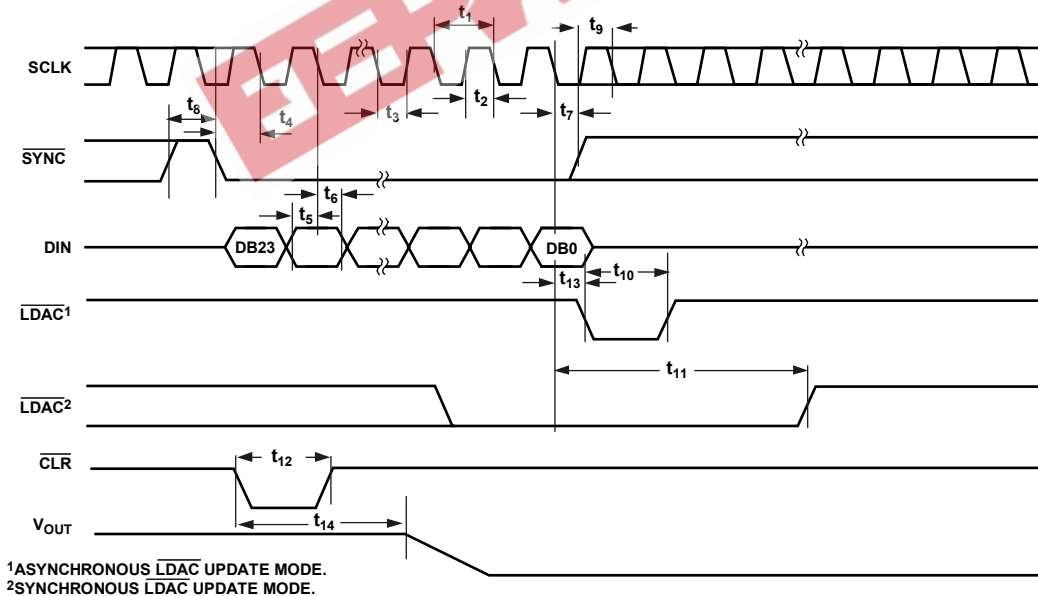 t1
t9
SCLK
t2
t3
t7
t8
t4
SYNC
t6
t5
DIN
DB23
DB0
t13
t10
LDAC1
t11
LDAC2
t12
CLR
t14
VOUT
1ASYNCHRONOUS LDAC UPDATE MODE.
2SYNCHRONOUS LDAC UPDATE MODE.